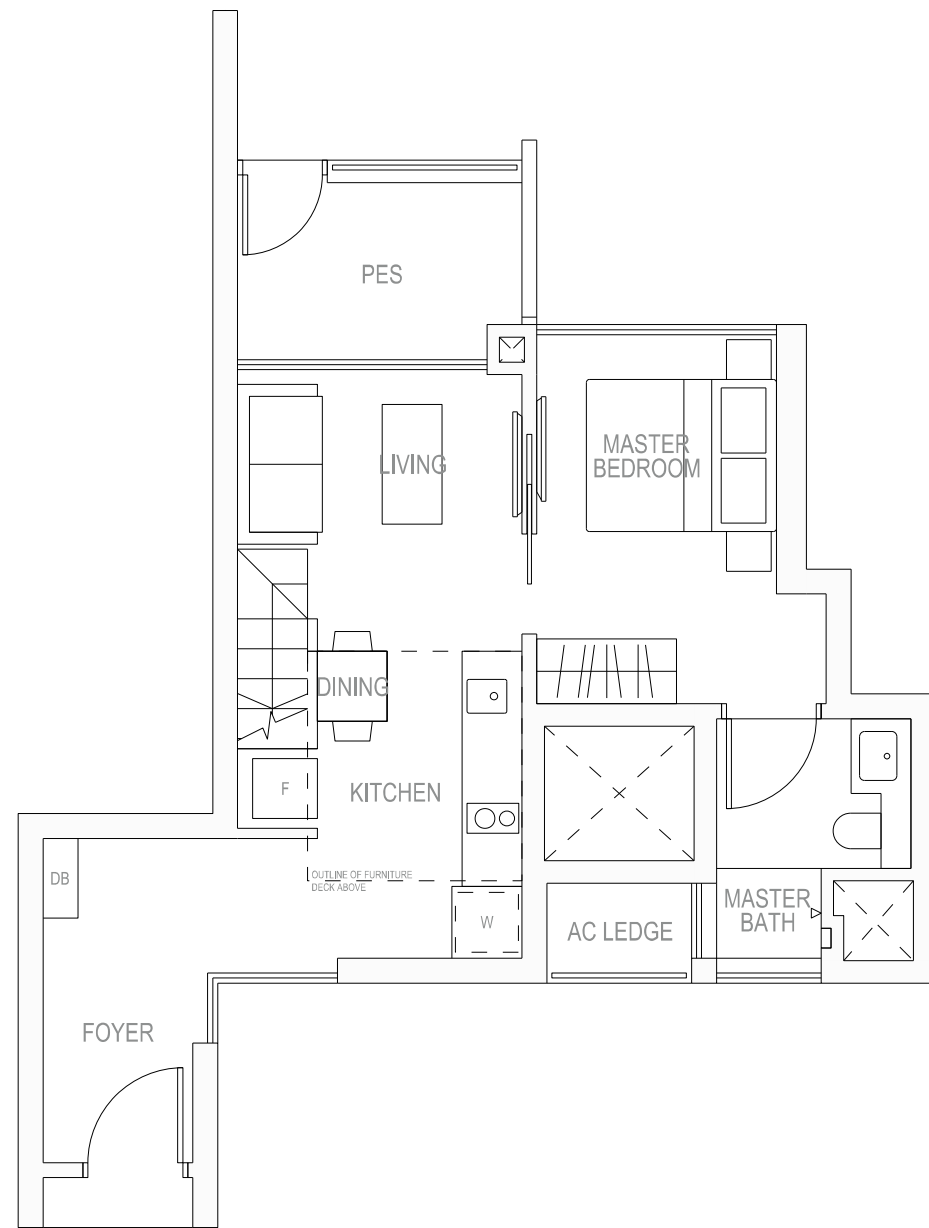 PES
LIVING
MASTER
BEDROOM
DINING
F
KITCHEN
DB
OUTLINE OF FURNITURE
DECK ABOVE
W
AC LEDGE
MASTER
BATH
FOYER